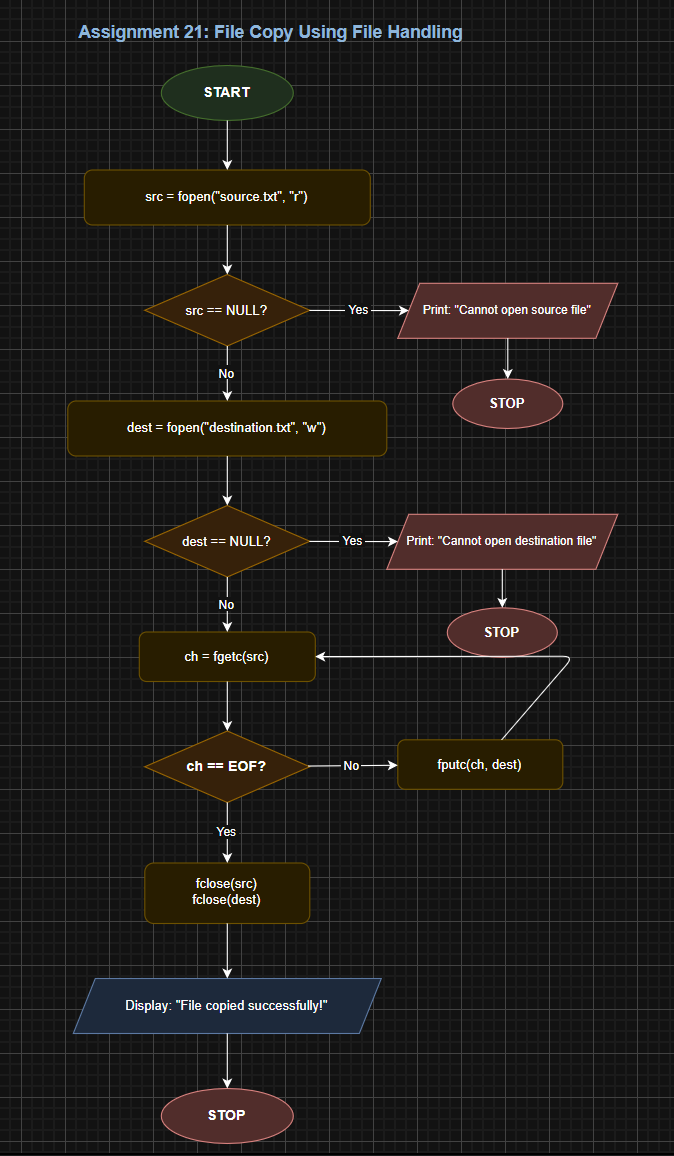 Assignment 21: File Copy Using File Handling
START
src = fopen("source.txt", "r")
src == NULL?
Yes
Print: "Cannot open source file"
No
STOP
dest = fopen("destination.txt", "w")
dest == NULL?
Yes
Print: "Cannot open destination file"
No
STOP
ch = fgetc(src)
ch == EOF?
No
fputc(ch, dest)
Yes
fclose(src)
fclose(dest)
Display: "File copied successfully!"
STOP